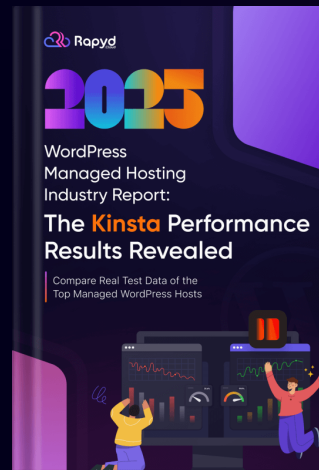 Rapyd
CLOUD
2025
WordPress
Managed Hosting
Industry Report:
The Kinsta Performance
Results Revealed
Compare Real Test Data of the
Top Managed WordPress Hosts